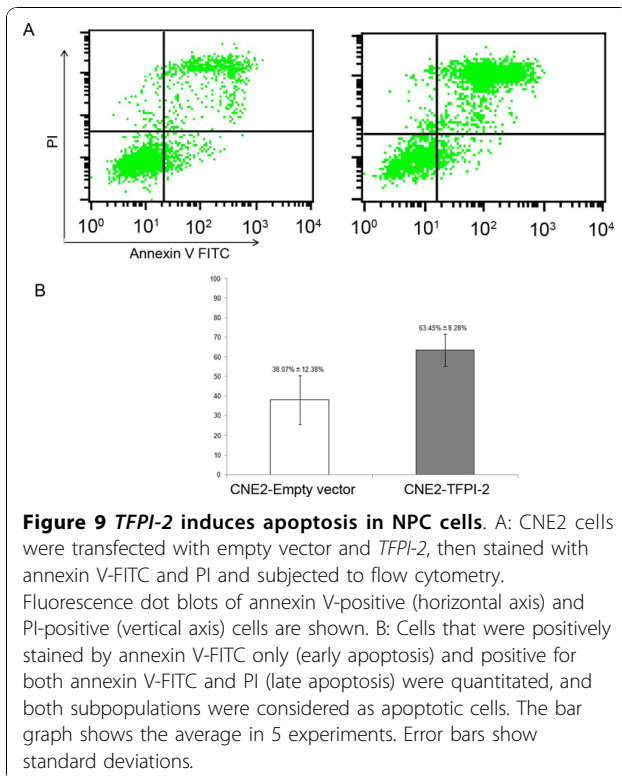 A
PI
10⁰ 10¹ 10² 10³ 10⁴
10⁰ 10¹ 10² 10³ 10⁴
Annexin V FITC
B
100
90
80
70
60
50
40
30
20
10
0
38.07% ± 12.38%
63.45% ± 8.28%
CNE2-Empty vector
CNE2-TFPI-2
Figure 9 TFPI-2 induces apoptosis in NPC cells. A: CNE2 cells
were transfected with empty vector and TFPI-2, then stained with
annexin V-FITC and PI and subjected to flow cytometry.
Fluorescence dot blots of annexin V-positive (horizontal axis) and
PI-positive (vertical axis) cells are shown. B: Cells that were positively
stained by annexin V-FITC only (early apoptosis) and positive for
both annexin V-FITC and PI (late apoptosis) were quantitated, and
both subpopulations were considered as apoptotic cells. The bar
graph shows the average in 5 experiments. Error bars show
standard deviations.